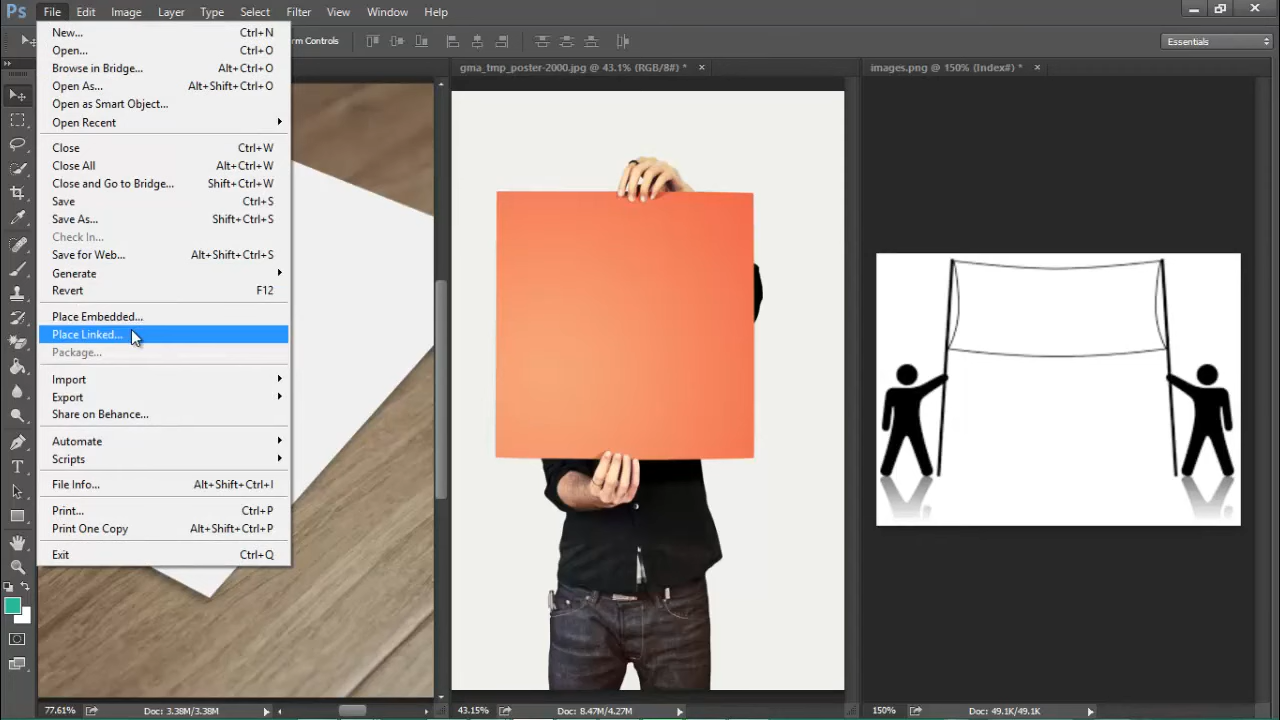 Ps File Edit Image Layer Type Select Filter View Window Help
rm Controls
Essentials
gma_tmp_poster-2000.jpg @ 43.1% (RGB/8#) * ×
images.png @ 150% (Index#) * ×
New... Ctrl+N
Open... Ctrl+O
Browse in Bridge... Alt+Ctrl+O
Open As... Alt+Shift+Ctrl+O
Open as Smart Object...
Open Recent
Close Ctrl+W
Close All Alt+Ctrl+W
Close and Go to Bridge... Shift+Ctrl+W
Save Ctrl+S
Save As... Shift+Ctrl+S
Check In...
Save for Web... Alt+Shift+Ctrl+S
Generate
Revert F12
Place Embedded...
Place Linked...
Package...
Import
Export
Share on Behance...
Automate
Scripts
File Info... Alt+Shift+Ctrl+I
Print... Ctrl+P
Print One Copy Alt+Shift+Ctrl+P
Exit Ctrl+Q
77.61% Doc: 3.38M/3.38M
43.15% Doc: 8.47M/4.27M
150% Doc: 49.1K/49.1K